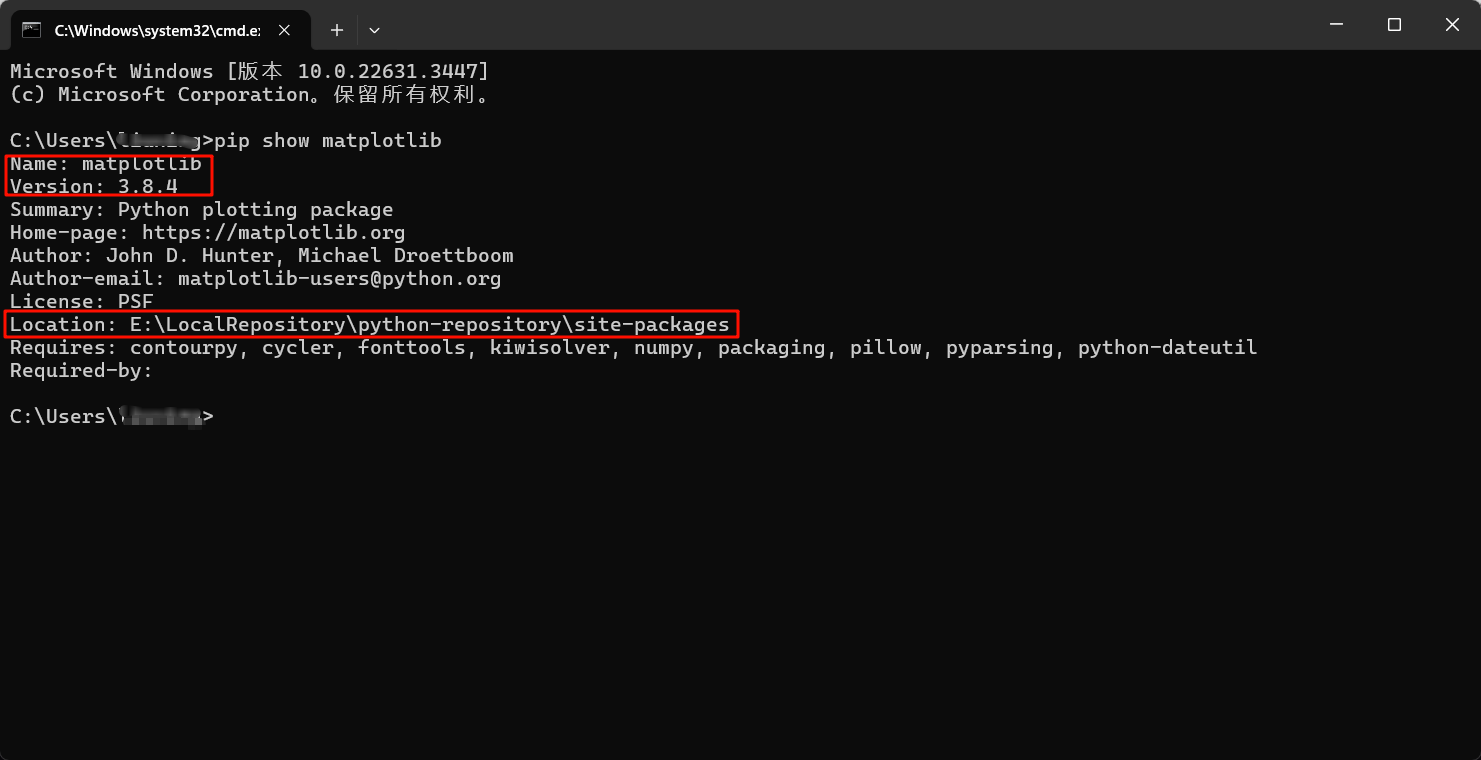 C:\Windows\system32\cmd.e
Microsoft Windows [版本 10.0.22631.3447]
(c) Microsoft Corporation。保留所有权利。
C:\Users\ >pip show matplotlib
Name: matplotlib
Version: 3.8.4
Summary: Python plotting package
Home-page: https://matplotlib.org
Author: John D. Hunter, Michael Droettboom
Author-email: matplotlib-users@python.org
License: PSF
Location: E:\LocalRepository\python-repository\site-packages
Requires: contourpy, cycler, fonttools, kiwisolver, numpy, packaging, pillow, pyparsing, python-dateutil
Required-by:
C:\Users\ >